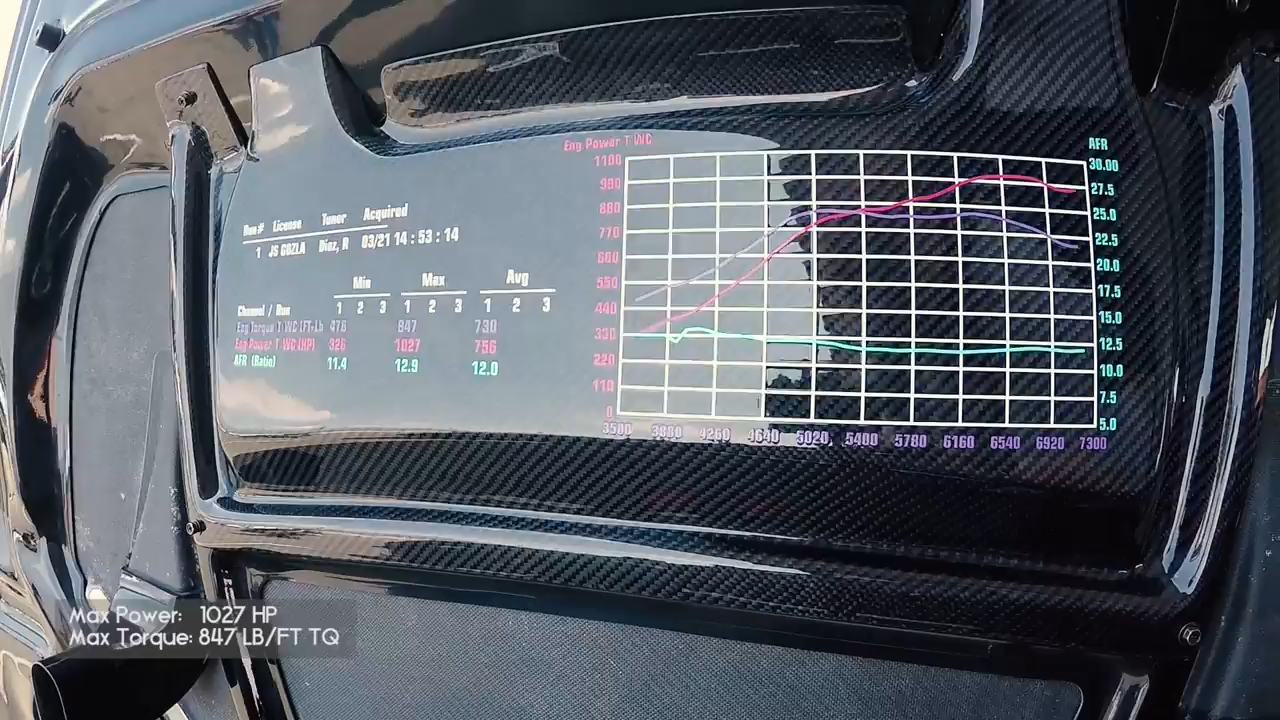 Eng Power T WC
AFR
1100
990
880
770
660
550
440
330
220
110
0
30.00
27.5
25.0
22.5
20.0
17.5
15.0
12.5
10.0
7.5
5.0
3500 3880 4260 4640 5020, 5400 5780 6160 6540 6920 7300
Run# License Tuner Acquired
1 JS GDZLA Diaz, R 03/21 14 : 53 : 14
Min Max Avg
Channel / Run 1 2 3 1 2 3 1 2 3
Eng Torque T WC (FT-Lb 476 847 730
Eng Power T WC (HP) 326 1027 756
AFR (Ratio) 11.4 12.9 12.0
Max Power: 1027 HP
Max Torque: 847 LB/FT TQ